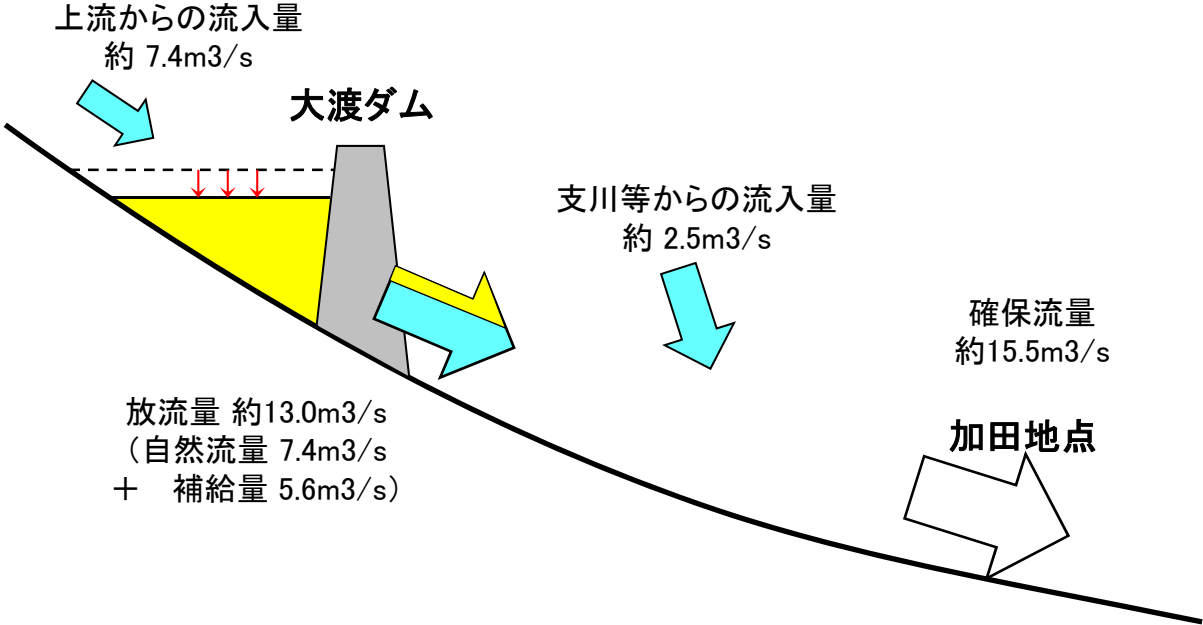 上流からの流入量
約 7.4m3/s
大渡ダム
支川等からの流入量
約 2.5m3/s
確保流量
約15.5m3/s
加田地点
放流量 約13.0m3/s
（自然流量 7.4m3/s
＋　補給量 5.6m3/s）